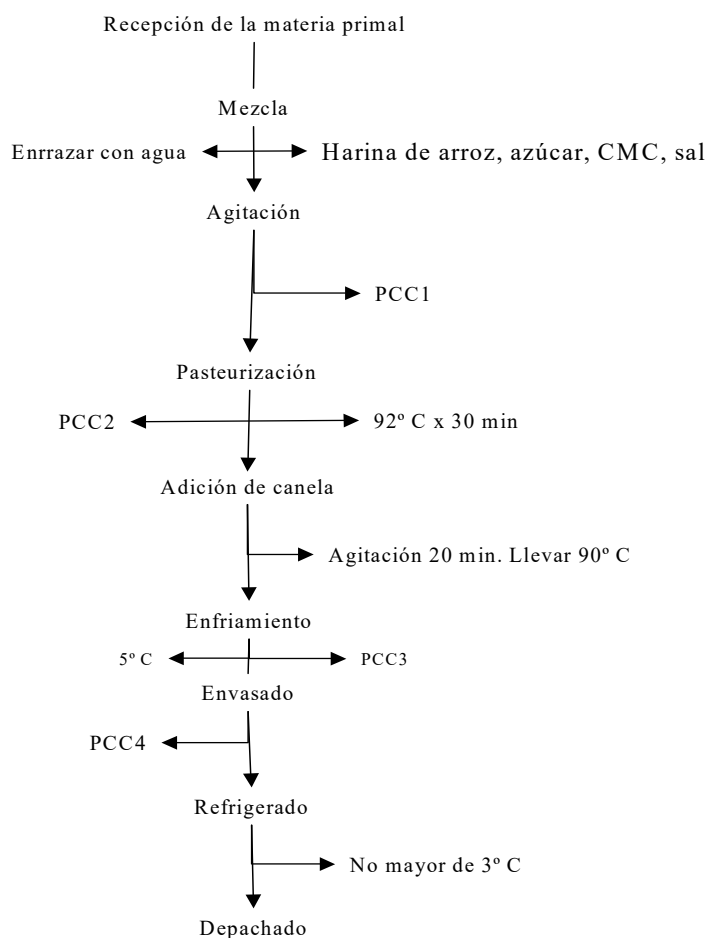 Recepción de la materia primal
Mezcla
Enrrazar con agua
Harina de arroz, azúcar, CMC, sal
Agitación
PCC1
Pasteurización
PCC2
92º C x 30 min
Adición de canela
Agitación 20 min. Llevar 90º C
Enfriamiento
5º C
PCC3
Envasado
PCC4
Refrigerado
No mayor de 3º C
Depachado